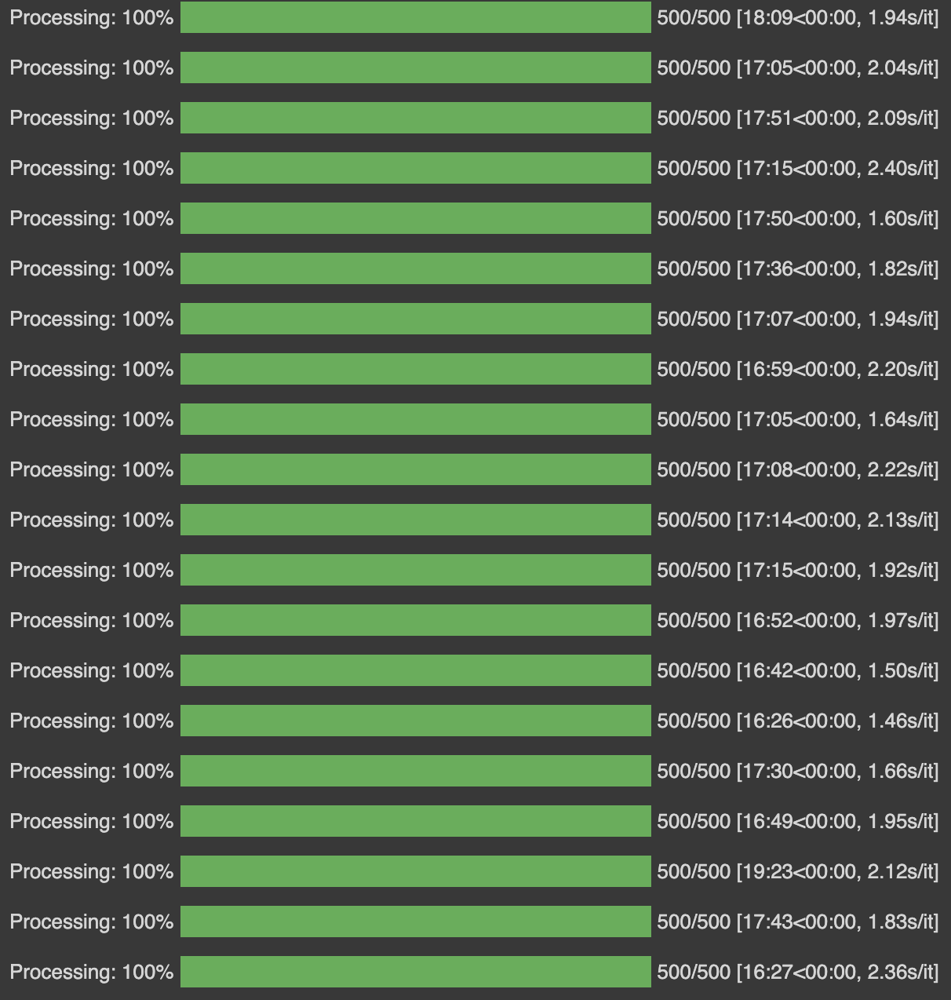 Processing: 100% 500/500 [18:09<00:00, 1.94s/it]
Processing: 100% 500/500 [17:05<00:00, 2.04s/it]
Processing: 100% 500/500 [17:51<00:00, 2.09s/it]
Processing: 100% 500/500 [17:15<00:00, 2.40s/it]
Processing: 100% 500/500 [17:50<00:00, 1.60s/it]
Processing: 100% 500/500 [17:36<00:00, 1.82s/it]
Processing: 100% 500/500 [17:07<00:00, 1.94s/it]
Processing: 100% 500/500 [16:59<00:00, 2.20s/it]
Processing: 100% 500/500 [17:05<00:00, 1.64s/it]
Processing: 100% 500/500 [17:08<00:00, 2.22s/it]
Processing: 100% 500/500 [17:14<00:00, 2.13s/it]
Processing: 100% 500/500 [17:15<00:00, 1.92s/it]
Processing: 100% 500/500 [16:52<00:00, 1.97s/it]
Processing: 100% 500/500 [16:42<00:00, 1.50s/it]
Processing: 100% 500/500 [16:26<00:00, 1.46s/it]
Processing: 100% 500/500 [17:30<00:00, 1.66s/it]
Processing: 100% 500/500 [16:49<00:00, 1.95s/it]
Processing: 100% 500/500 [19:23<00:00, 2.12s/it]
Processing: 100% 500/500 [17:43<00:00, 1.83s/it]
Processing: 100% 500/500 [16:27<00:00, 2.36s/it]